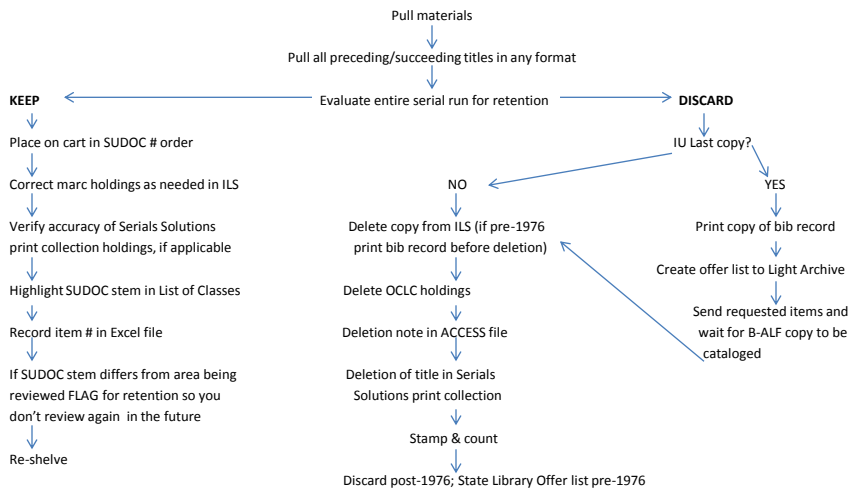 Pull materials
Pull all preceding/succeeding titles in any format
Evaluate entire serial run for retention
KEEP
Place on cart in SUDOC # order
Correct marc holdings as needed in ILS
Verify accuracy of Serials Solutions
print collection holdings, if applicable
Highlight SUDOC stem in List of Classes
Record item # in Excel file
If SUDOC stem differs from area being
reviewed FLAG for retention so you
don't review again in the future
Re-shelve
DISCARD
IU Last copy?
NO
Delete copy from ILS (if pre-1976
print bib record before deletion)
Delete OCLC holdings
Deletion note in ACCESS file
Deletion of title in Serials
Solutions print collection
Stamp & count
Discard post-1976; State Library Offer list pre-1976
YES
Print copy of bib record
Create offer list to Light Archive
Send requested items and
wait for B-ALF copy to be
cataloged